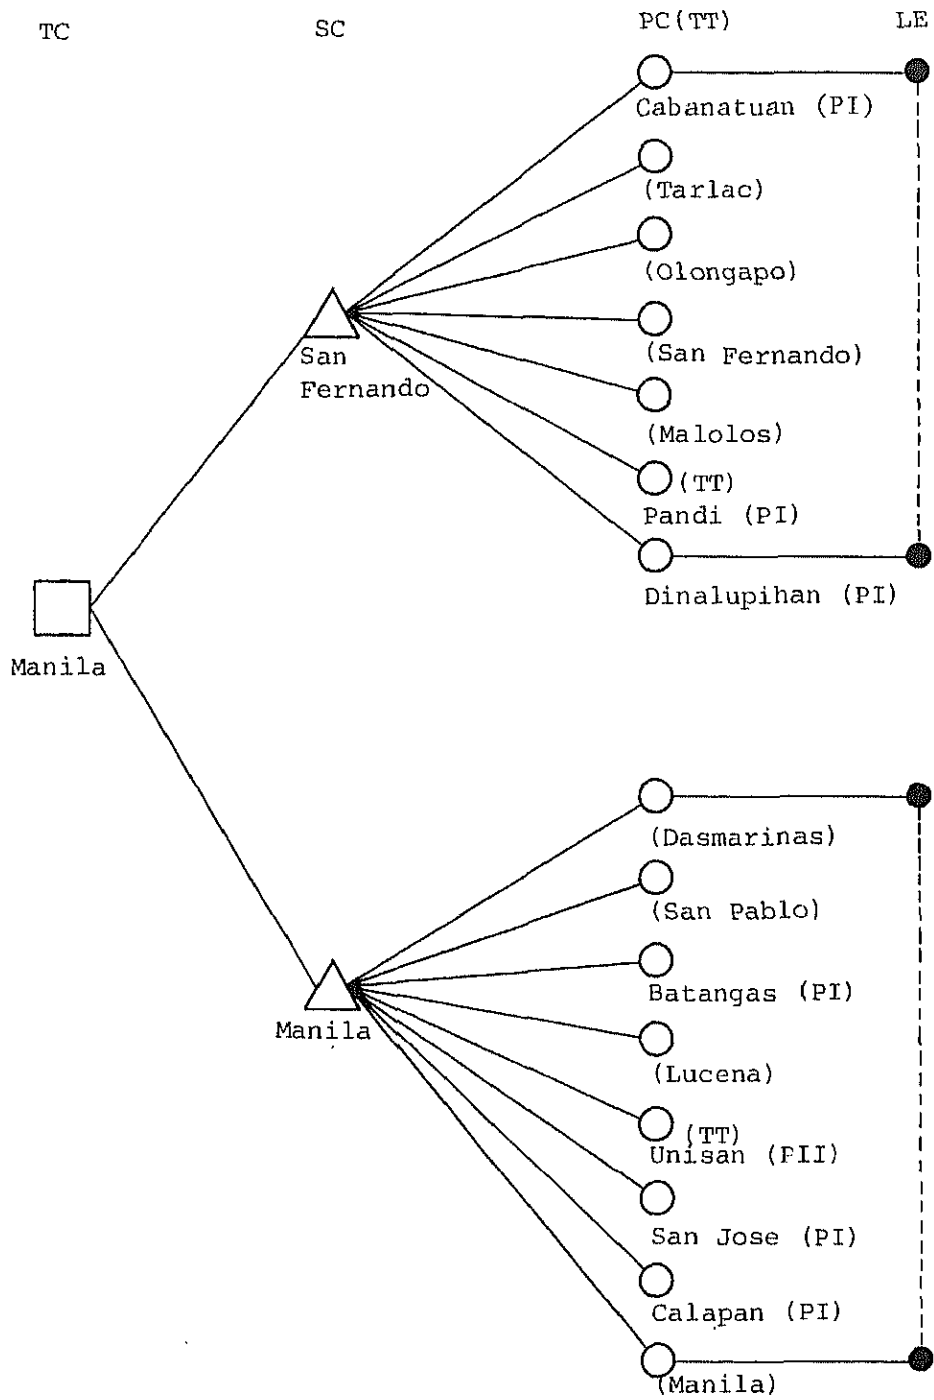 TC SC PC(TT) LE
Cabanatuan (PI)
(Tarlac)
(Olongapo)
(San Fernando)
San
Fernando
(Malolos)
(TT)
Pandi (PI)
Dinalupihan (PI)
Manila
(Dasmarinas)
(San Pablo)
Batangas (PI)
Manila
(Lucena)
(TT)
Unisan (PII)
San Jose (PI)
Calapan (PI)
(Manila)